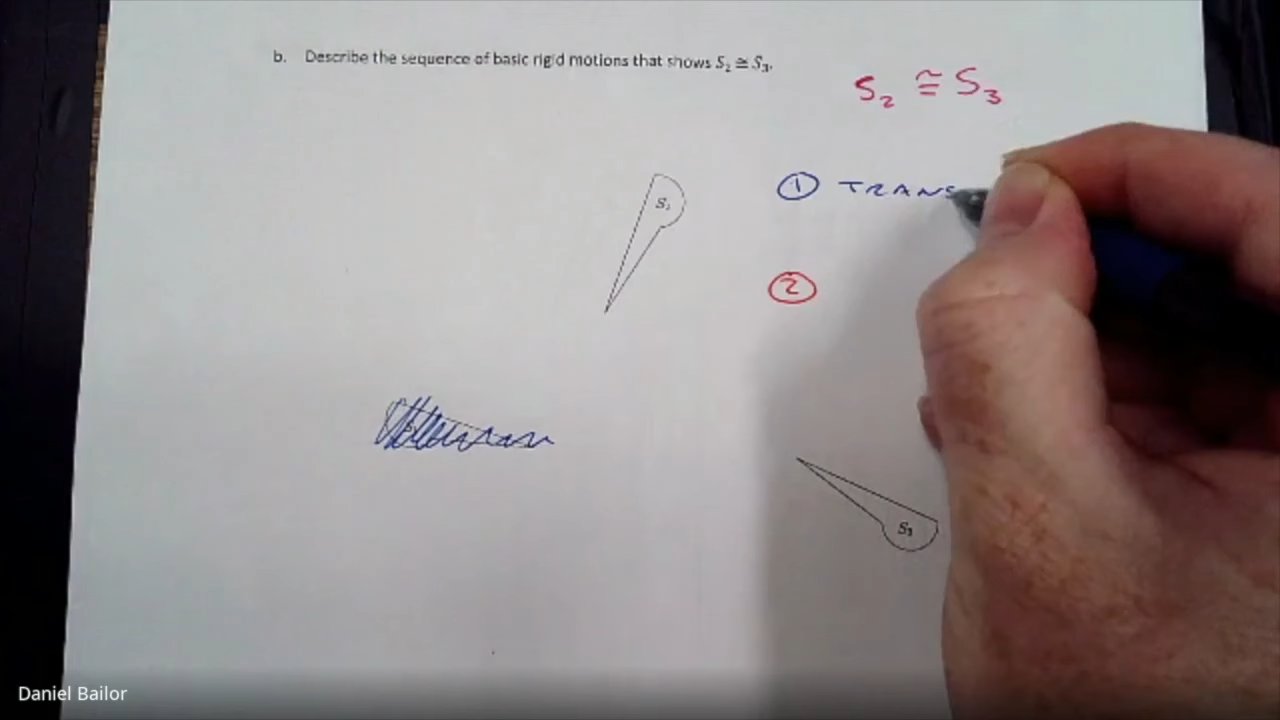 b. Describe the sequence of basic rigid motions that shows S₂ ≅ S₃.
S₂ ≅ S₃
① TRANS
②
S₃
Daniel Bailor